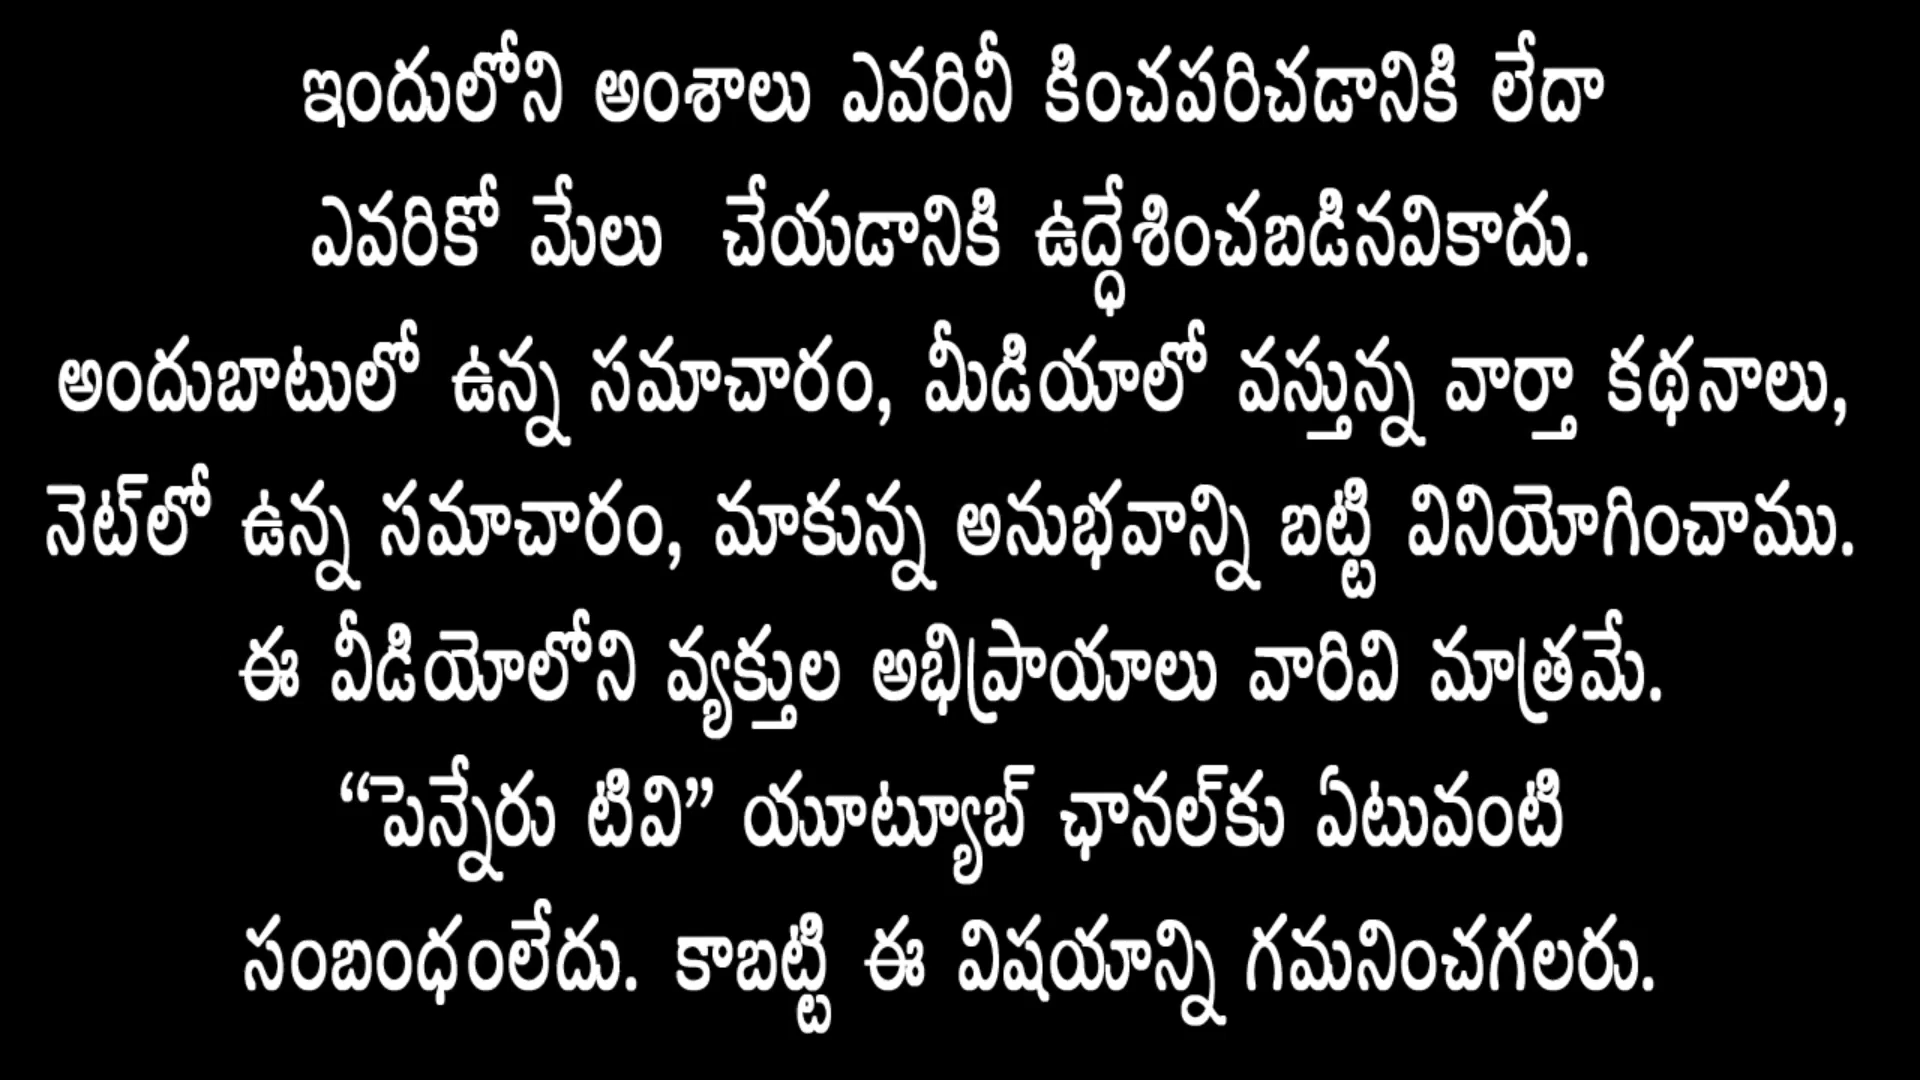 ఇందులోని అంశాలు ఎవరినీ కించపరిచడానికి లేదా
ఎవరికో మేలు చేయడానికి ఉద్ధేశించబడినవికాదు.
అందుబాటులో ఉన్న సమాచారం, మీడియాలో వస్తున్న వార్తా కథనాలు,
నెట్‌లో ఉన్న సమాచారం, మాకున్న అనుభవాన్ని బట్టి వినియోగించాము.
ఈ వీడియోలోని వ్యక్తుల అభిప్రాయాలు వారివి మాత్రమే.
“పెన్నేరు టివి” యూట్యూబ్ ఛానల్‌కు ఏటువంటి
సంబంధంలేదు. కాబట్టి ఈ విషయాన్ని గమనించగలరు.